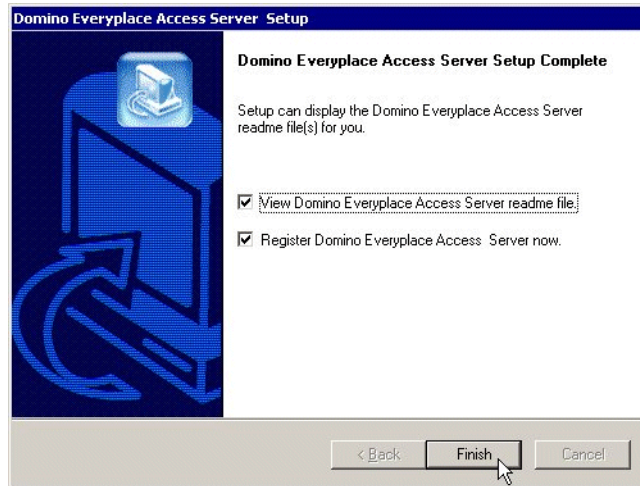 Domino Everyplace Access Server Setup
Domino Everyplace Access Server Setup Complete
Setup can display the Domino Everyplace Access Server
readme file(s) for you.
View Domino Everyplace Access Server readme file.
Register Domino Everyplace Access Server now.
< Back
Finish
Cancel